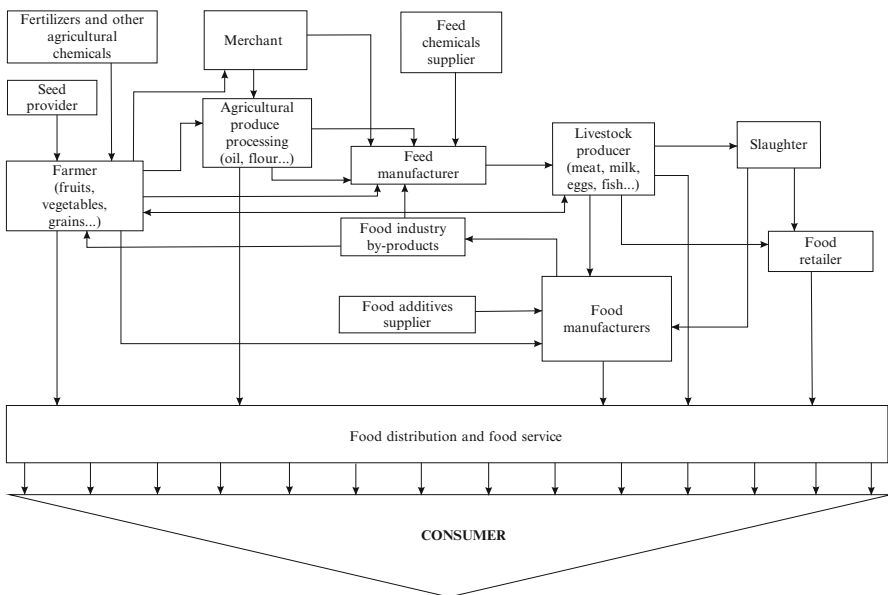 Fertilizers and other
agricultural
chemicals
Merchant
Feed
chemicals
supplier
Seed
provider
Agricultural
produce
processing
(oil, flour...)
Livestock
producer
(meat, milk,
eggs, fish...)
Slaughter
Farmer
(fruits,
vegetables,
grains...)
Feed
manufacturer
Food industry
by-products
Food
retailer
Food additives
supplier
Food
manufacturers
Food distribution and food service
CONSUMER